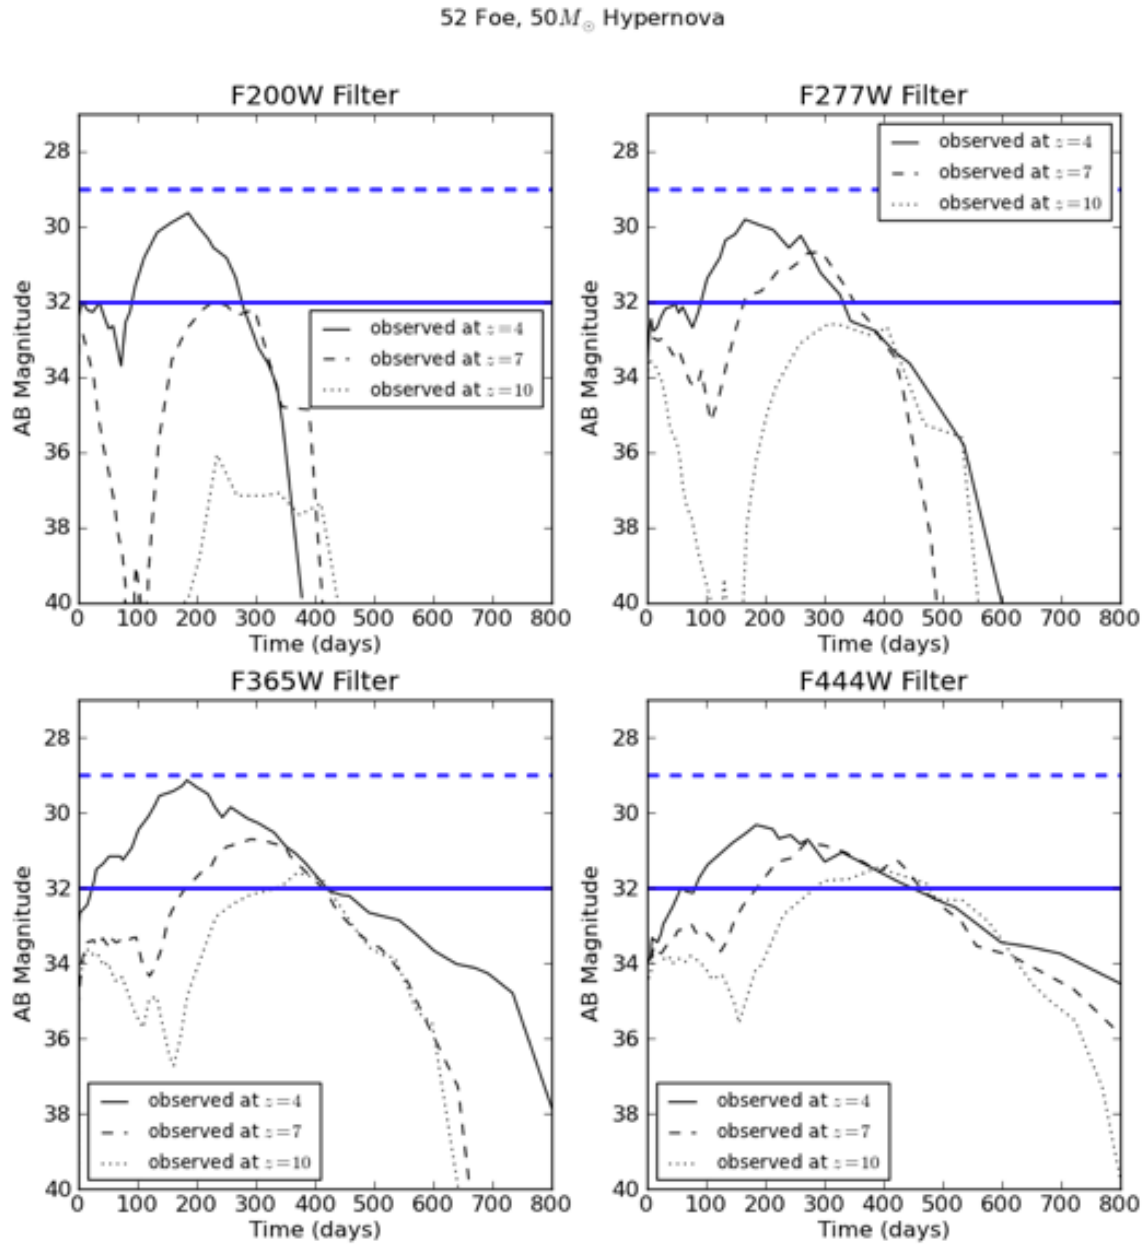 52 Foe, 50M☉ Hypernova
F200W Filter
28
30
32
34
36
38
40
AB Magnitude
observed at z=4
observed at z=7
observed at z=10
0 100 200 300 400 500 600 700 800
Time (days)
F277W Filter
28
30
32
34
36
38
40
AB Magnitude
observed at z=4
observed at z=7
observed at z=10
0 100 200 300 400 500 600 700 800
Time (days)
F365W Filter
28
30
32
34
36
38
40
AB Magnitude
observed at z=4
observed at z=7
observed at z=10
0 100 200 300 400 500 600 700 800
Time (days)
F444W Filter
28
30
32
34
36
38
40
AB Magnitude
observed at z=4
observed at z=7
observed at z=10
0 100 200 300 400 500 600 700 800
Time (days)